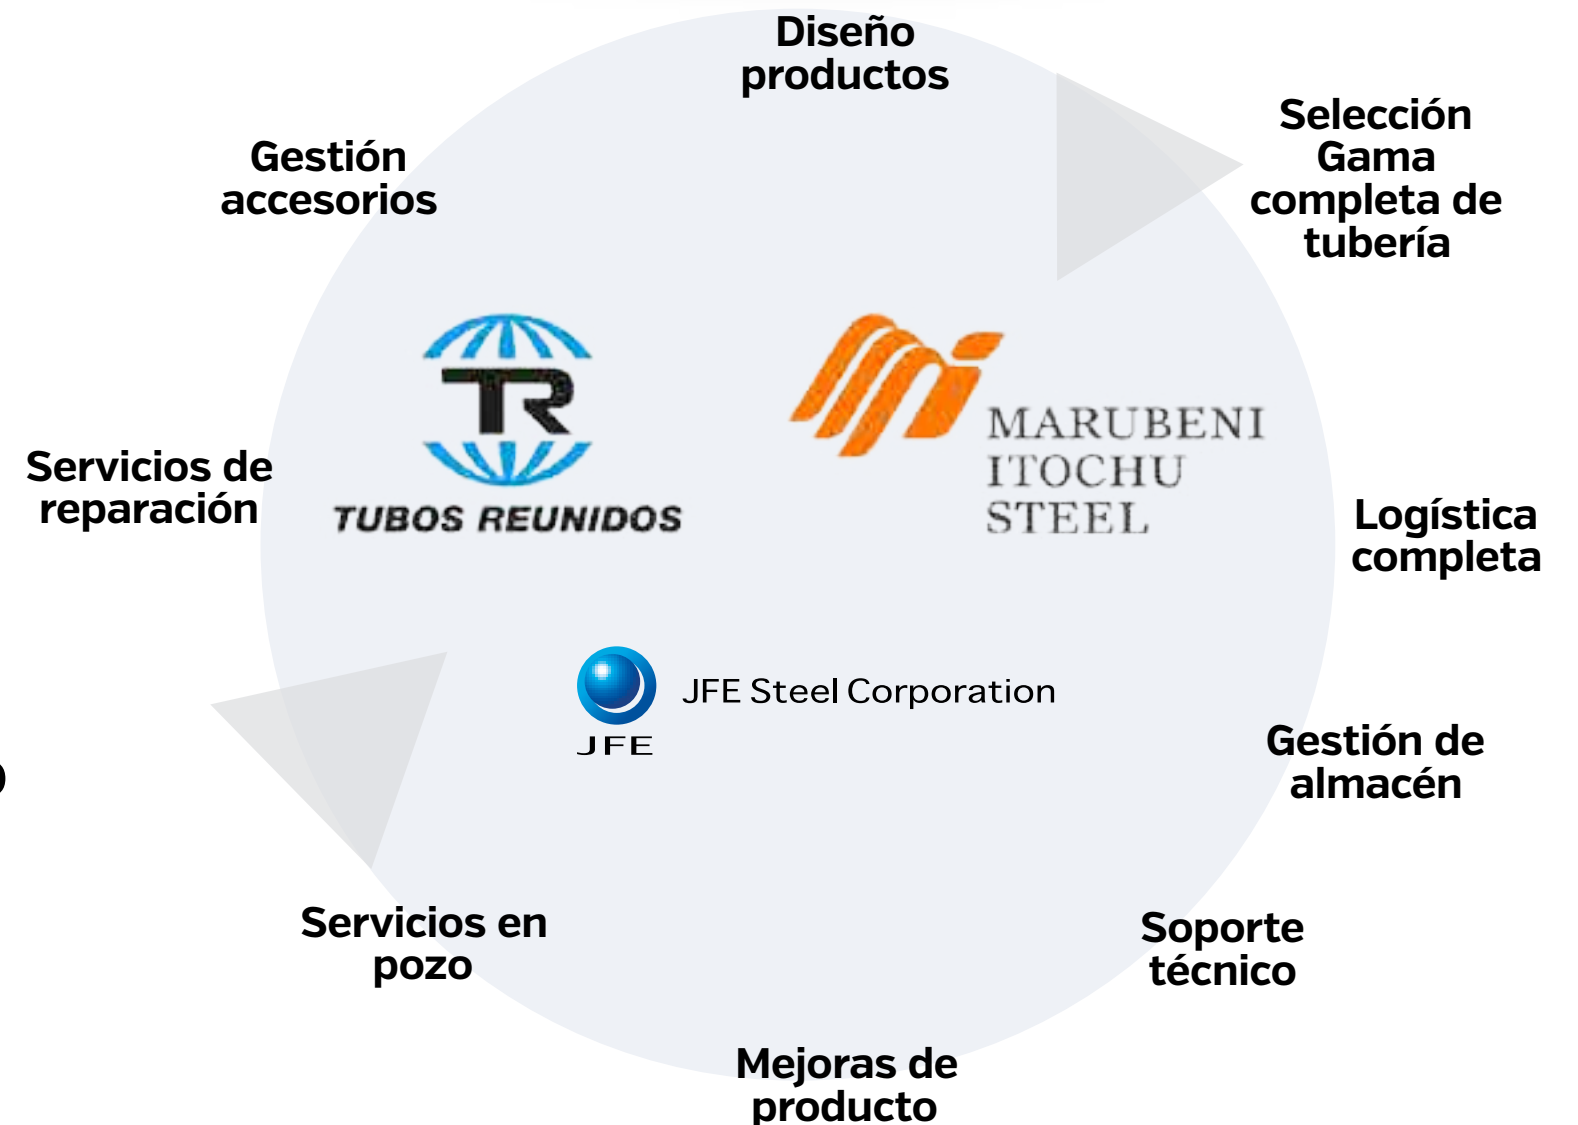 Diseño
productos
Selección
Gama
completa de
tubería
Gestión
accesorios
TR
TUBOS REUNIDOS
MARUBENI
ITOCHU
STEEL
Servicios de
reparación
Logística
completa
JFE Steel Corporation
JFE
Gestión de
almacén
Servicios en
pozo
Soporte
técnico
Mejoras de
producto